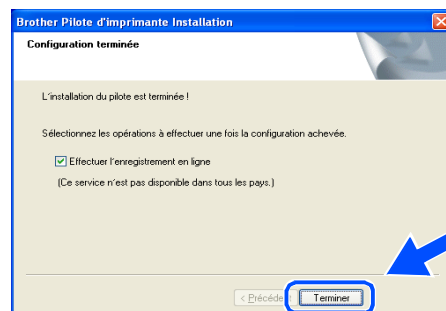 Brother Pilote d'imprimante Installation
Configuration terminée
L'installation du pilote est terminée !
Sélectionnez les opérations à effectuer une fois la configuration achevée.
Effectuer l'enregistrement en ligne
(Ce service n'est pas disponible dans tous les pays.)
< Précéde Terminer